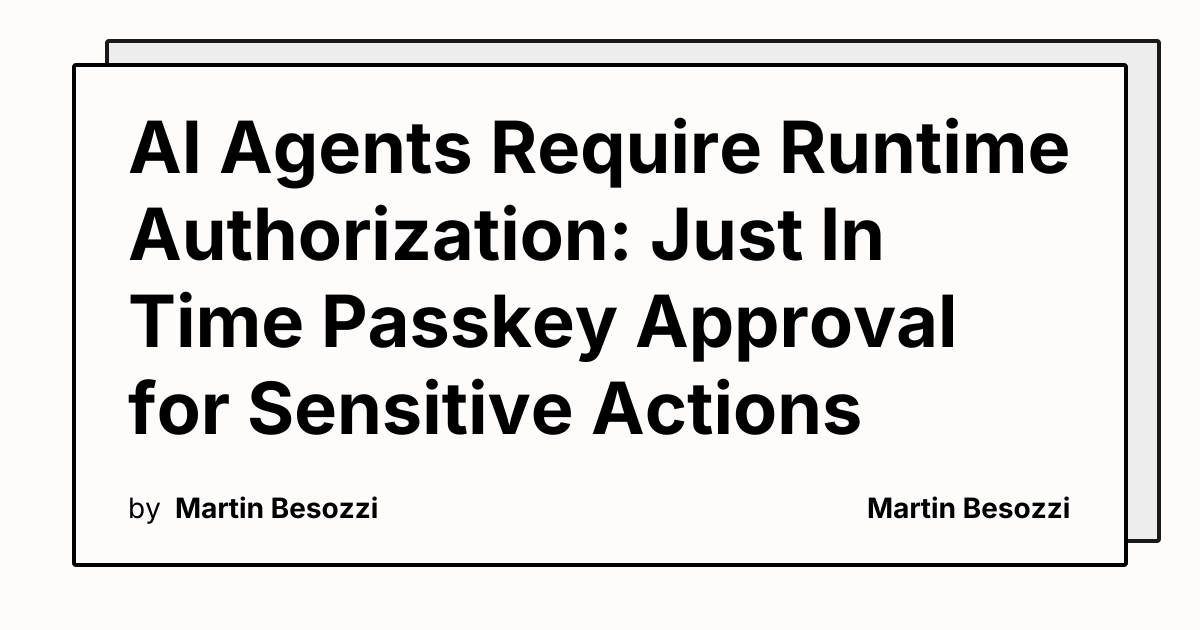 AI Agents Require Runtime
Authorization: Just In
Time Passkey Approval
for Sensitive Actions
by Martin Besozzi
Martin Besozzi